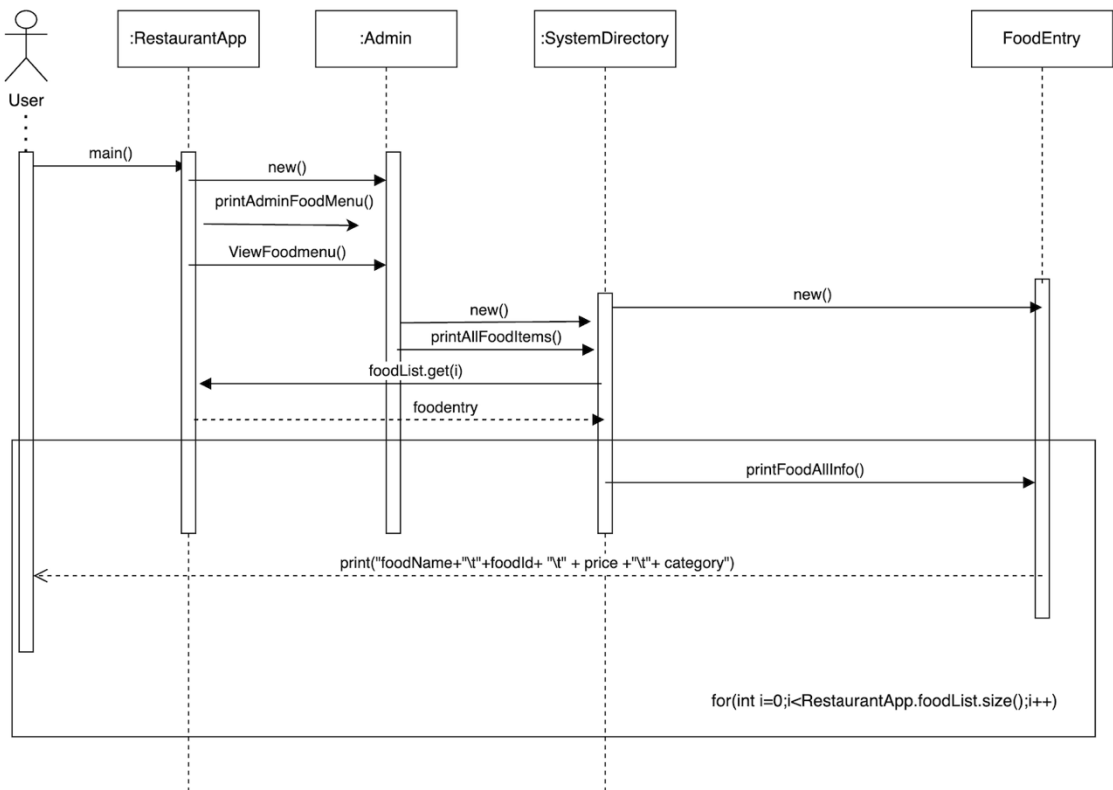 :RestaurantApp
:Admin
:SystemDirectory
FoodEntry
User
main()
new()
printAdminFoodMenu()
ViewFoodmenu()
new()
new()
printAllFoodItems()
foodList.get(i)
foodentry
printFoodAllInfo()
print("foodName+"\t"+foodId+ "\t" + price +"\t"+ category")
for(int i=0;i<RestaurantApp.foodList.size();i++)